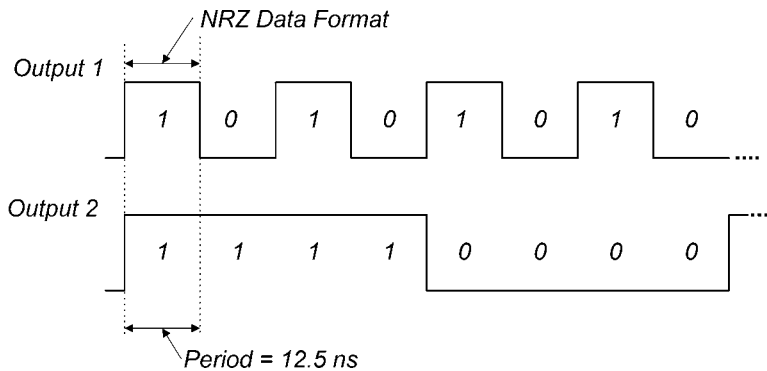 NRZ Data Format
Output 1
1 0 1 0 1 0 1 0
Output 2
1 1 1 1 0 0 0 0
Period = 12.5 ns